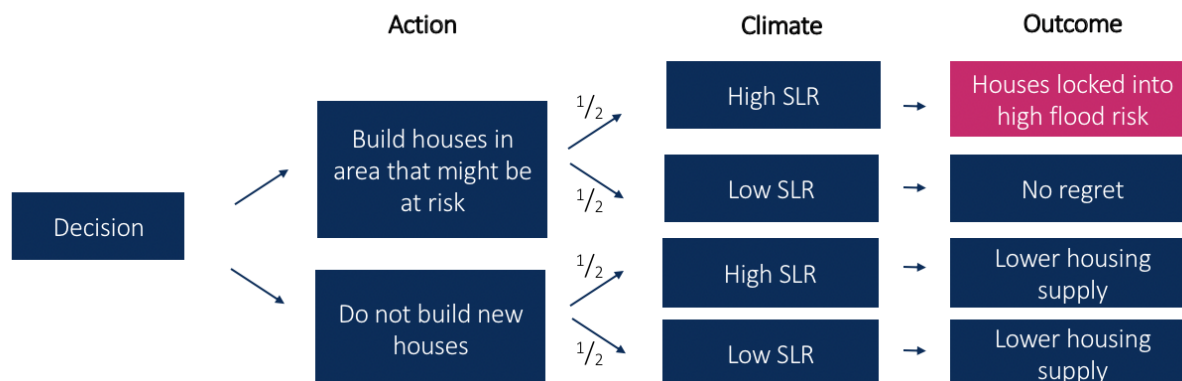 Action Climate Outcome
High SLR
Houses locked into
high flood risk
1/2
Build houses in
area that might be
at risk
1/2
Low SLR
No regret
Decision
1/2
High SLR
Lower housing
supply
Do not build new
houses
1/2
Low SLR
Lower housing
supply